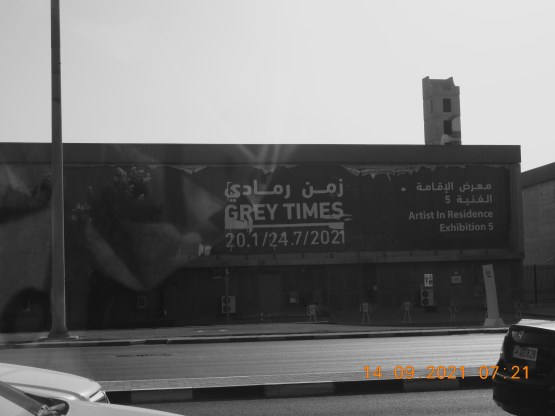 زمن رمادي
GREY TIMES
20.1/24.7/2021
معرض الإقامة
الفنية 5
Artist In Residence
Exhibition 5
14 09 2021 07:21